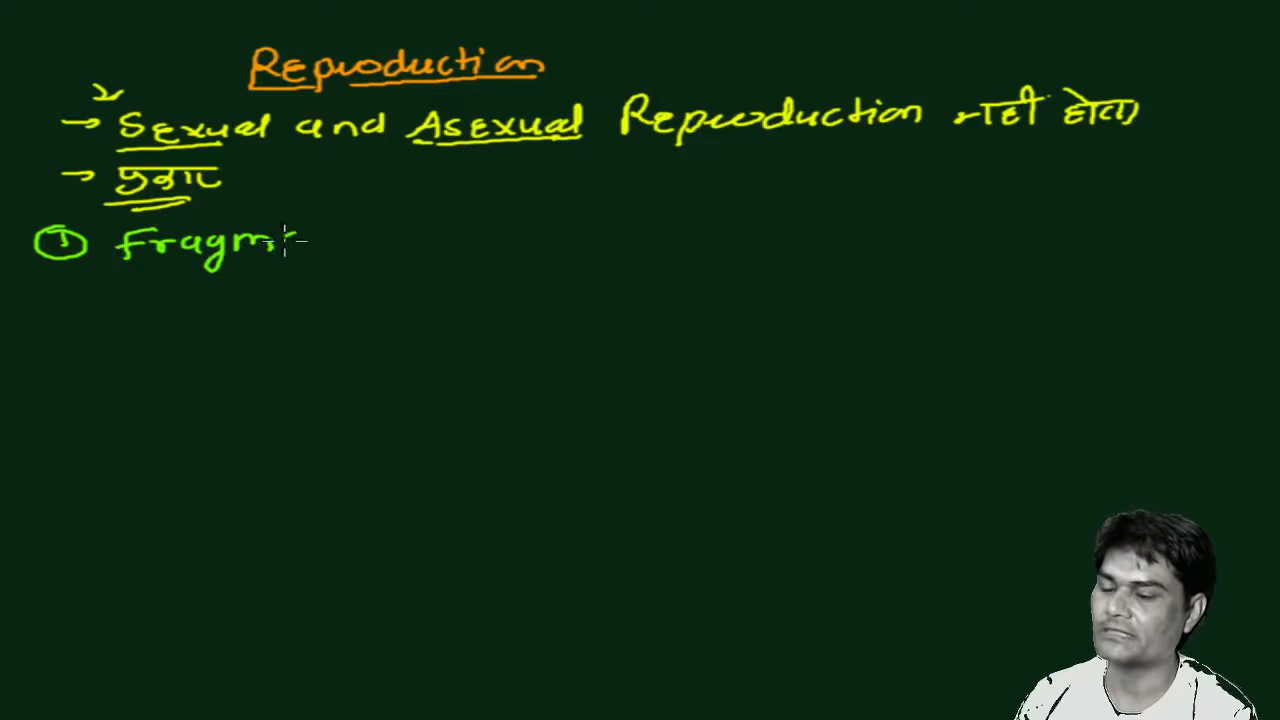 Reproduction
→ Sexual and Asexual Reproduction नही होता
→ प्रकार
① Fragm